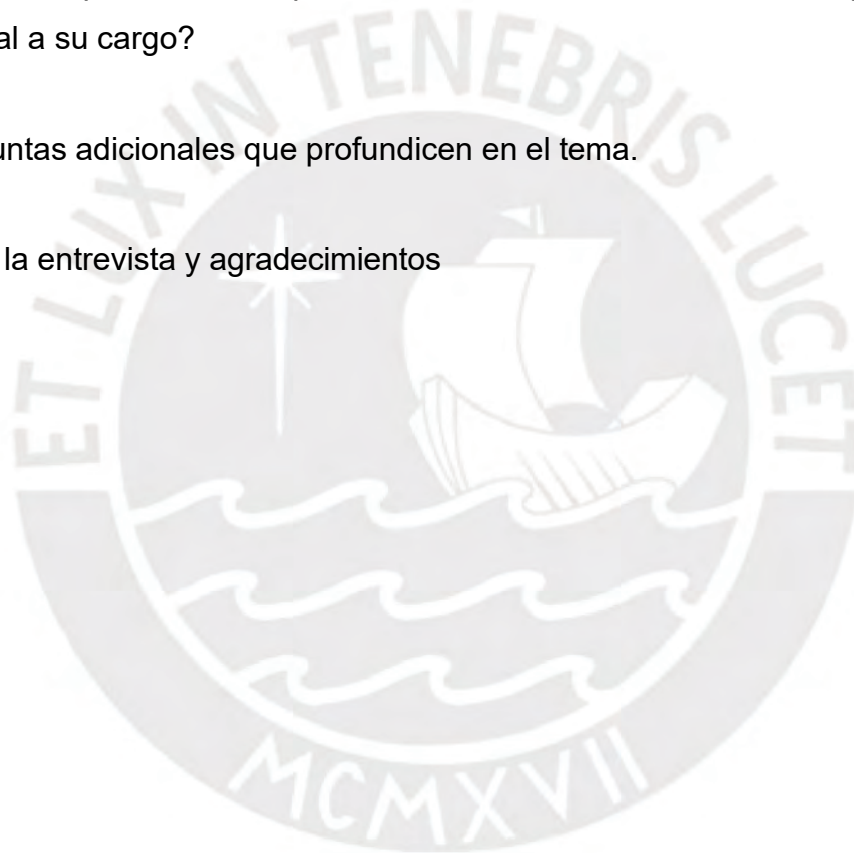 al a su cargo?
untas adicionales que profundicen en el tema.
la entrevista y agradecimientos
ET LUX IN TENEBRIS LUCET
MCMXVII